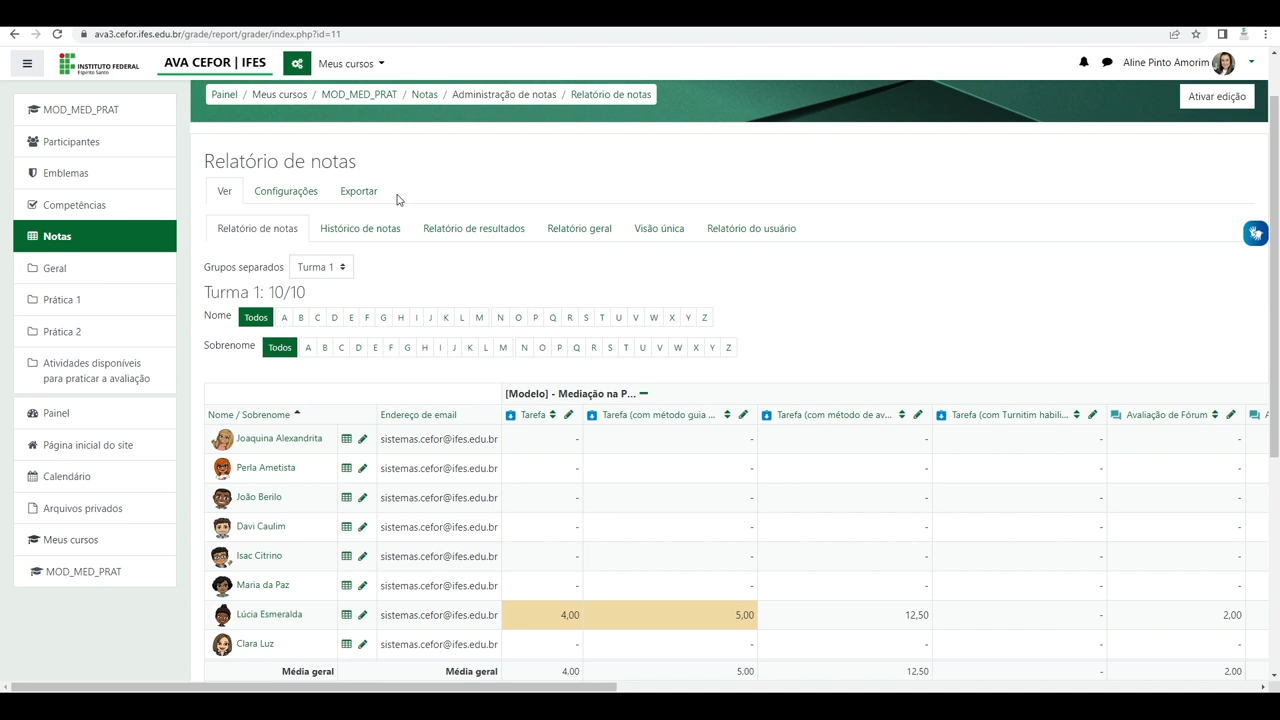 ava3.cefor.ifes.edu.br/grade/report/grader/index.php?id=11
INSTITUTO FEDERAL
Espírito Santo
AVA CEFOR | IFES
Meus cursos
Aline Pinto Amorim
Painel / Meus cursos / MOD_MED_PRAT / Notas / Administração de notas / Relatório de notas
Ativar edição
MOD_MED_PRAT
Participantes
Emblemas
Competências
Notas
Geral
Prática 1
Prática 2
Atividades disponíveis
para praticar a avaliação
Painel
Página inicial do site
Calendário
Arquivos privados
Meus cursos
MOD_MED_PRAT
Relatório de notas
Ver Configurações Exportar
Relatório de notas Histórico de notas Relatório de resultados Relatório geral Visão única Relatório do usuário
Grupos separados Turma 1
Turma 1: 10/10
Nome Todos A B C D E F G H I J K L M N O P Q R S T U V W X Y Z
Sobrenome Todos A B C D E F G H I J K L M N O P Q R S T U V W X Y Z
[Modelo] - Mediação na P...
Nome / Sobrenome Endereço de email Tarefa Tarefa (com método guia ... Tarefa (com método de av... Tarefa (com Turnitim habili... Avaliação de Fórum A
Joaquina Alexandrita sistemas.cefor@ifes.edu.br - - - - -
Perla Ametista sistemas.cefor@ifes.edu.br - - - - -
João Berilo sistemas.cefor@ifes.edu.br - - - - -
Davi Caulim sistemas.cefor@ifes.edu.br - - - - -
Isac Citrino sistemas.cefor@ifes.edu.br - - - - -
Maria da Paz sistemas.cefor@ifes.edu.br - - - - -
Lúcia Esmeralda sistemas.cefor@ifes.edu.br 4,00 5,00 12,50 - 2,00
Clara Luz sistemas.cefor@ifes.edu.br - - - - -
Média geral Média geral 4,00 5,00 12,50 - 2,00